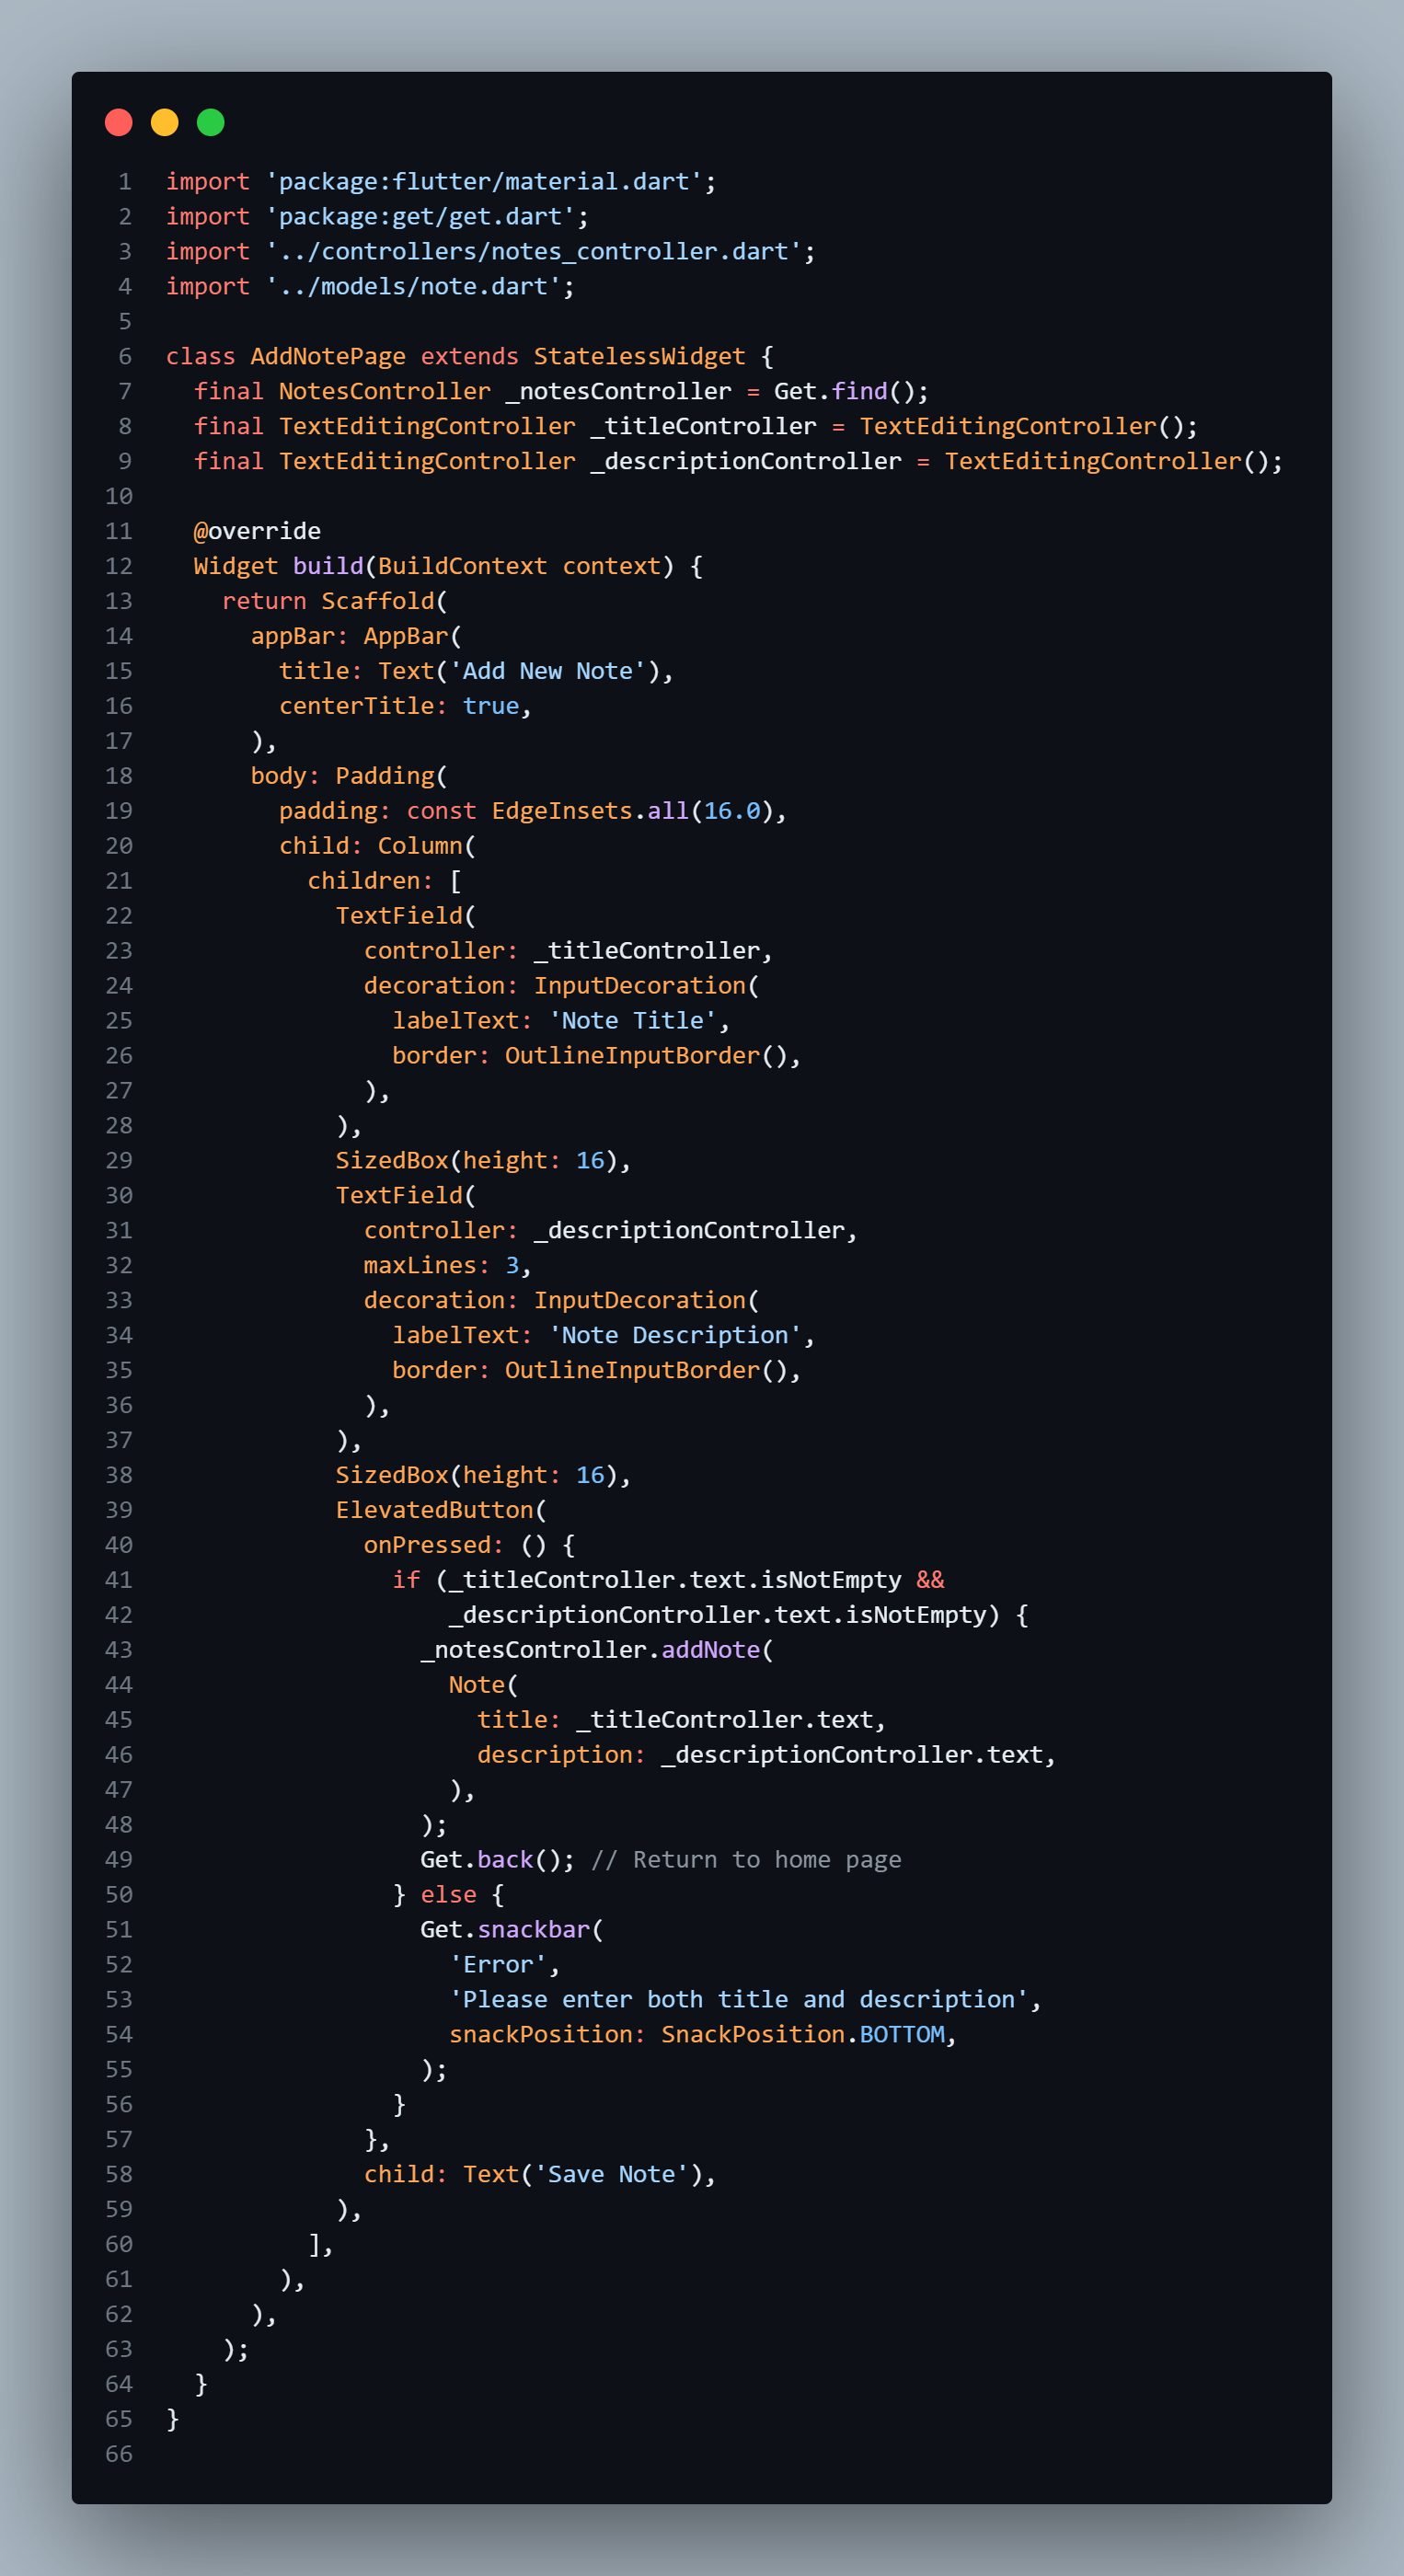 1 import 'package:flutter/material.dart';
2 import 'package:get/get.dart';
3 import '../controllers/notes_controller.dart';
4 import '../models/note.dart';
5
6 class AddNotePage extends StatelessWidget {
7   final NotesController _notesController = Get.find();
8   final TextEditingController _titleController = TextEditingController();
9   final TextEditingController _descriptionController = TextEditingController();
10
11   @override
12   Widget build(BuildContext context) {
13     return Scaffold(
14       appBar: AppBar(
15         title: Text('Add New Note'),
16         centerTitle: true,
17       ),
18       body: Padding(
19         padding: const EdgeInsets.all(16.0),
20         child: Column(
21           children: [
22             TextField(
23               controller: _titleController,
24               decoration: InputDecoration(
25                 labelText: 'Note Title',
26                 border: OutlineInputBorder(),
27               ),
28             ),
29             SizedBox(height: 16),
30             TextField(
31               controller: _descriptionController,
32               maxLines: 3,
33               decoration: InputDecoration(
34                 labelText: 'Note Description',
35                 border: OutlineInputBorder(),
36               ),
37             ),
38             SizedBox(height: 16),
39             ElevatedButton(
40               onPressed: () {
41                 if (_titleController.text.isNotEmpty &&
42                     _descriptionController.text.isNotEmpty) {
43                   _notesController.addNote(
44                     Note(
45                       title: _titleController.text,
46                       description: _descriptionController.text,
47                     ),
48                   );
49                   Get.back(); // Return to home page
50                 } else {
51                   Get.snackbar(
52                     'Error',
53                     'Please enter both title and description',
54                     snackPosition: SnackPosition.BOTTOM,
55                   );
56                 }
57               },
58               child: Text('Save Note'),
59             ),
60           ],
61         ),
62       ),
63     );
64   }
65 }
66